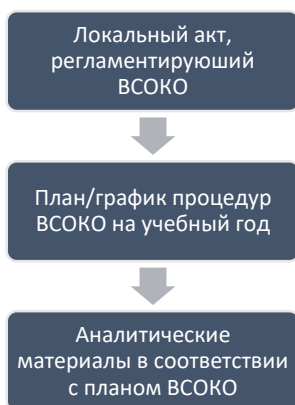 Локальный акт,
регламентируюший
ВСОКО
План/график процедур
ВСОКО на учебный год
Аналитические
материалы в соответствии
с планом ВСОКО